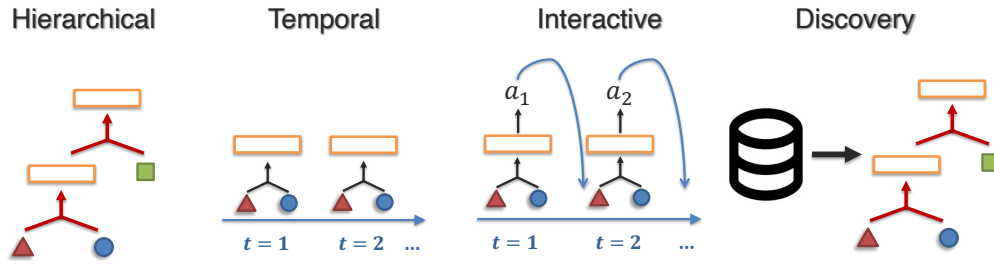 Hierarchical
Temporal
Interactive
Discovery
a₁
a₂
t = 1
t = 2
...
t = 1
t = 2
...